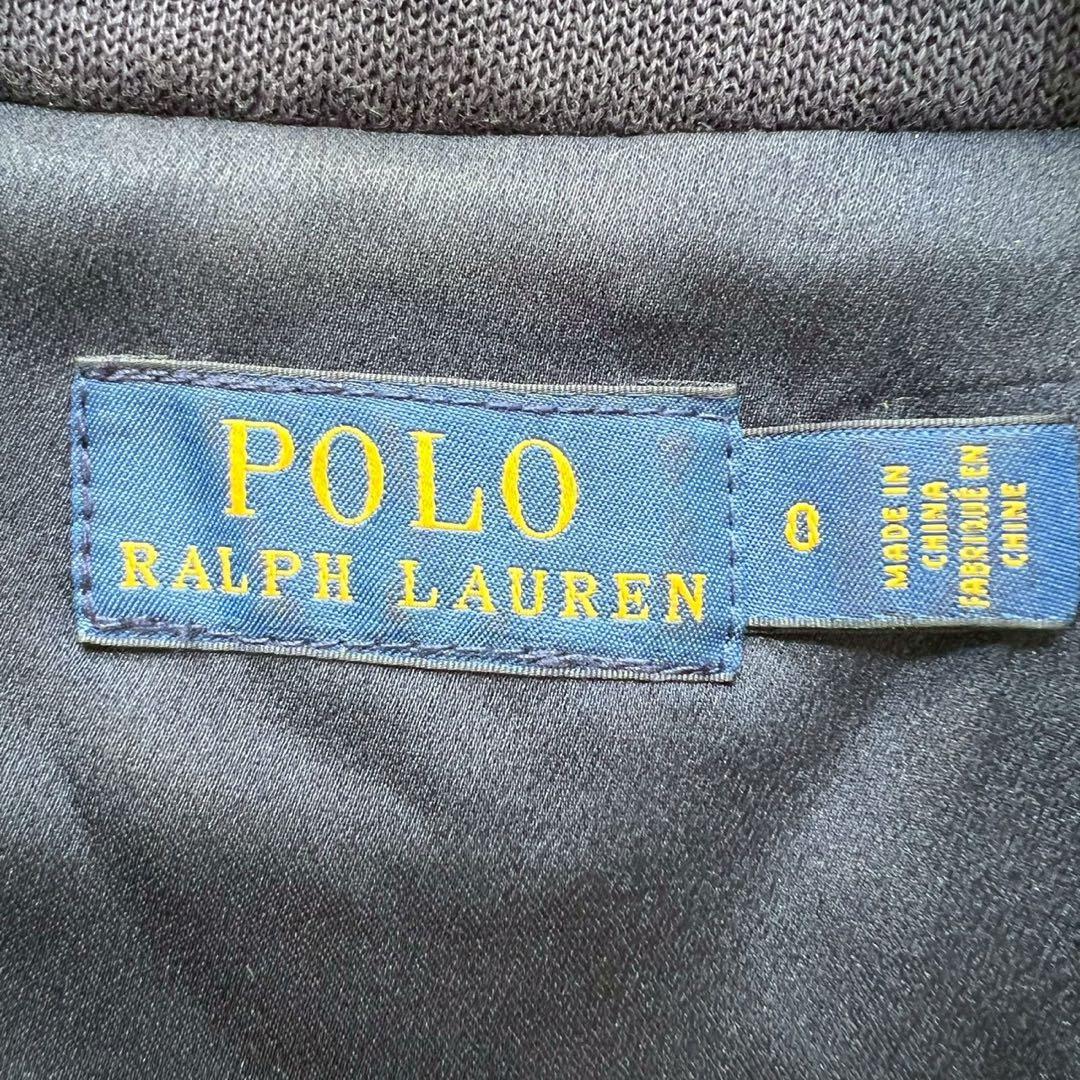 POLO
RALPH LAUREN
0
MADE IN
CHINA
FABRIQUÉ EN
CHINE